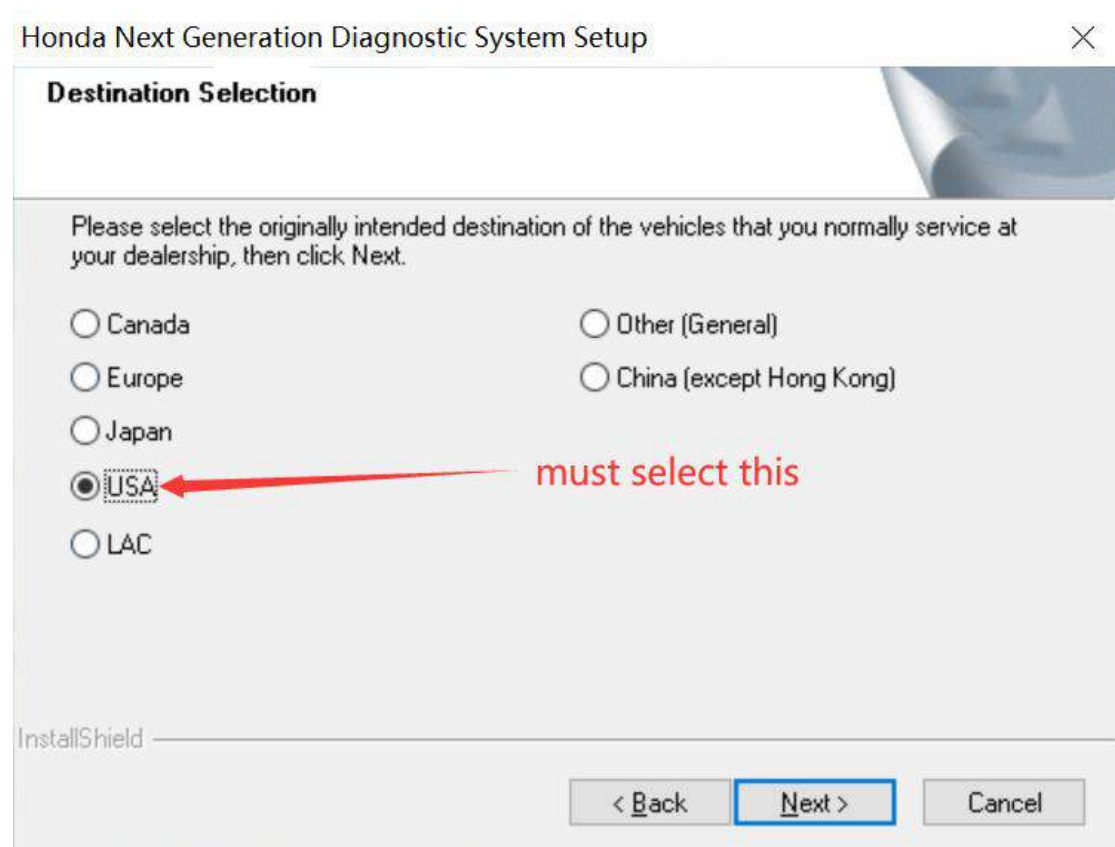 Honda Next Generation Diagnostic System Setup
Destination Selection
Please select the originally intended destination of the vehicles that you normally service at
your dealership, then click Next.
Canada
Europe
Japan
USA
LAC
Other (General)
China (except Hong Kong)
must select this
InstallShield
< Back
Next >
Cancel